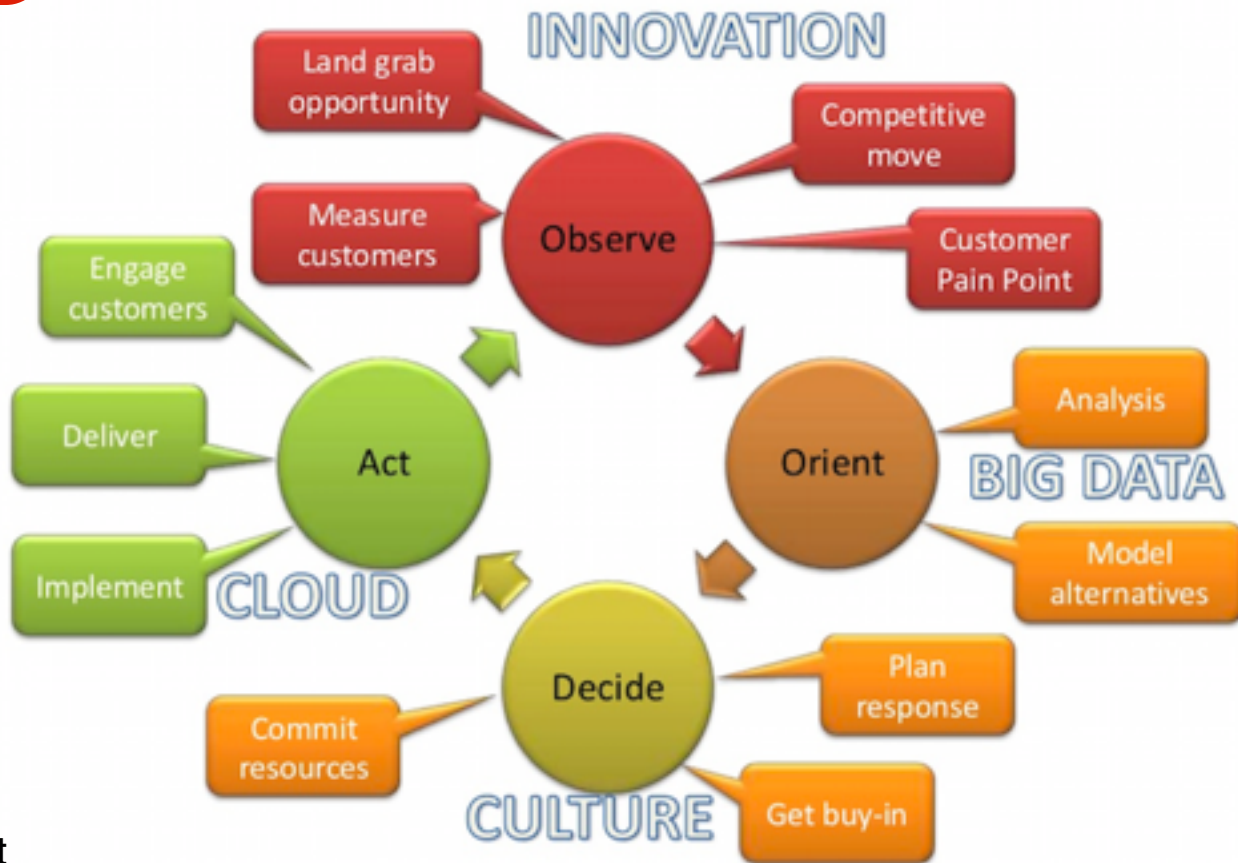 INNOVATION
Land grab
opportunity
Competitive
move
Measure
customers
Observe
Customer
Pain Point
Engage
customers
Analysis
Deliver
Act
Orient
BIG DATA
Model
alternatives
Implement
CLOUD
Decide
Plan
response
Commit
resources
CULTURE
Get buy-in
t